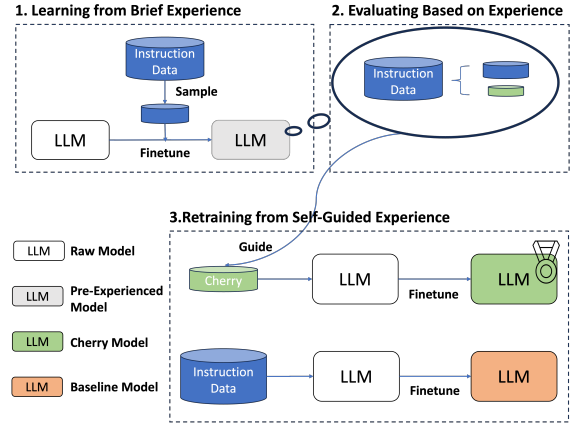 1. Learning from Brief Experience
Instruction
Data
Sample
LLM
Finetune
LLM
2. Evaluating Based on Experience
Instruction
Data
3.Retraining from Self-Guided Experience
Guide
Cherry
LLM
Finetune
LLM
Instruction
Data
LLM
Finetune
LLM
LLM Raw Model
LLM Pre-Experienced
Model
LLM Cherry Model
LLM Baseline Model